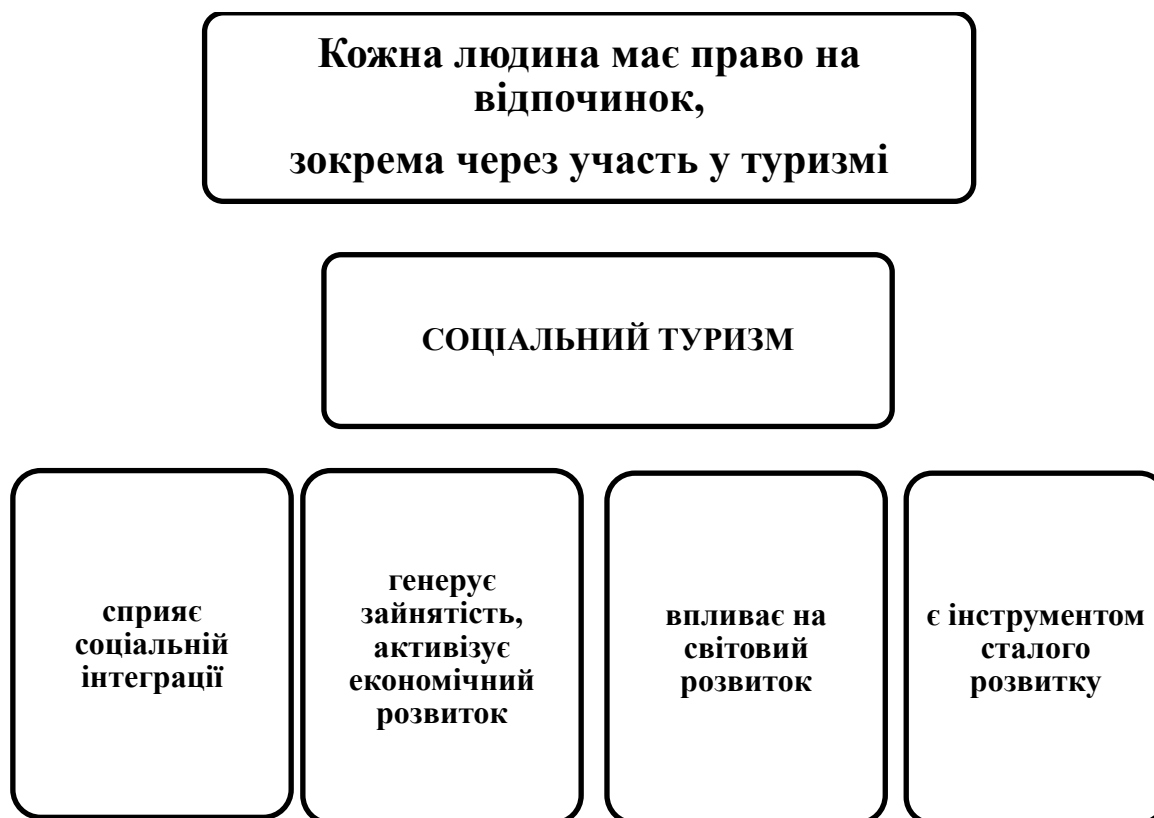 Кожна людина має право на
відпочинок,
зокрема через участь у туризмі
СОЦІАЛЬНИЙ ТУРИЗМ
сприяє
соціальній
інтеграції
генерує
зайнятість,
активізує
економічний
розвиток
впливає на
світовий
розвиток
є інструментом
сталого
розвитку